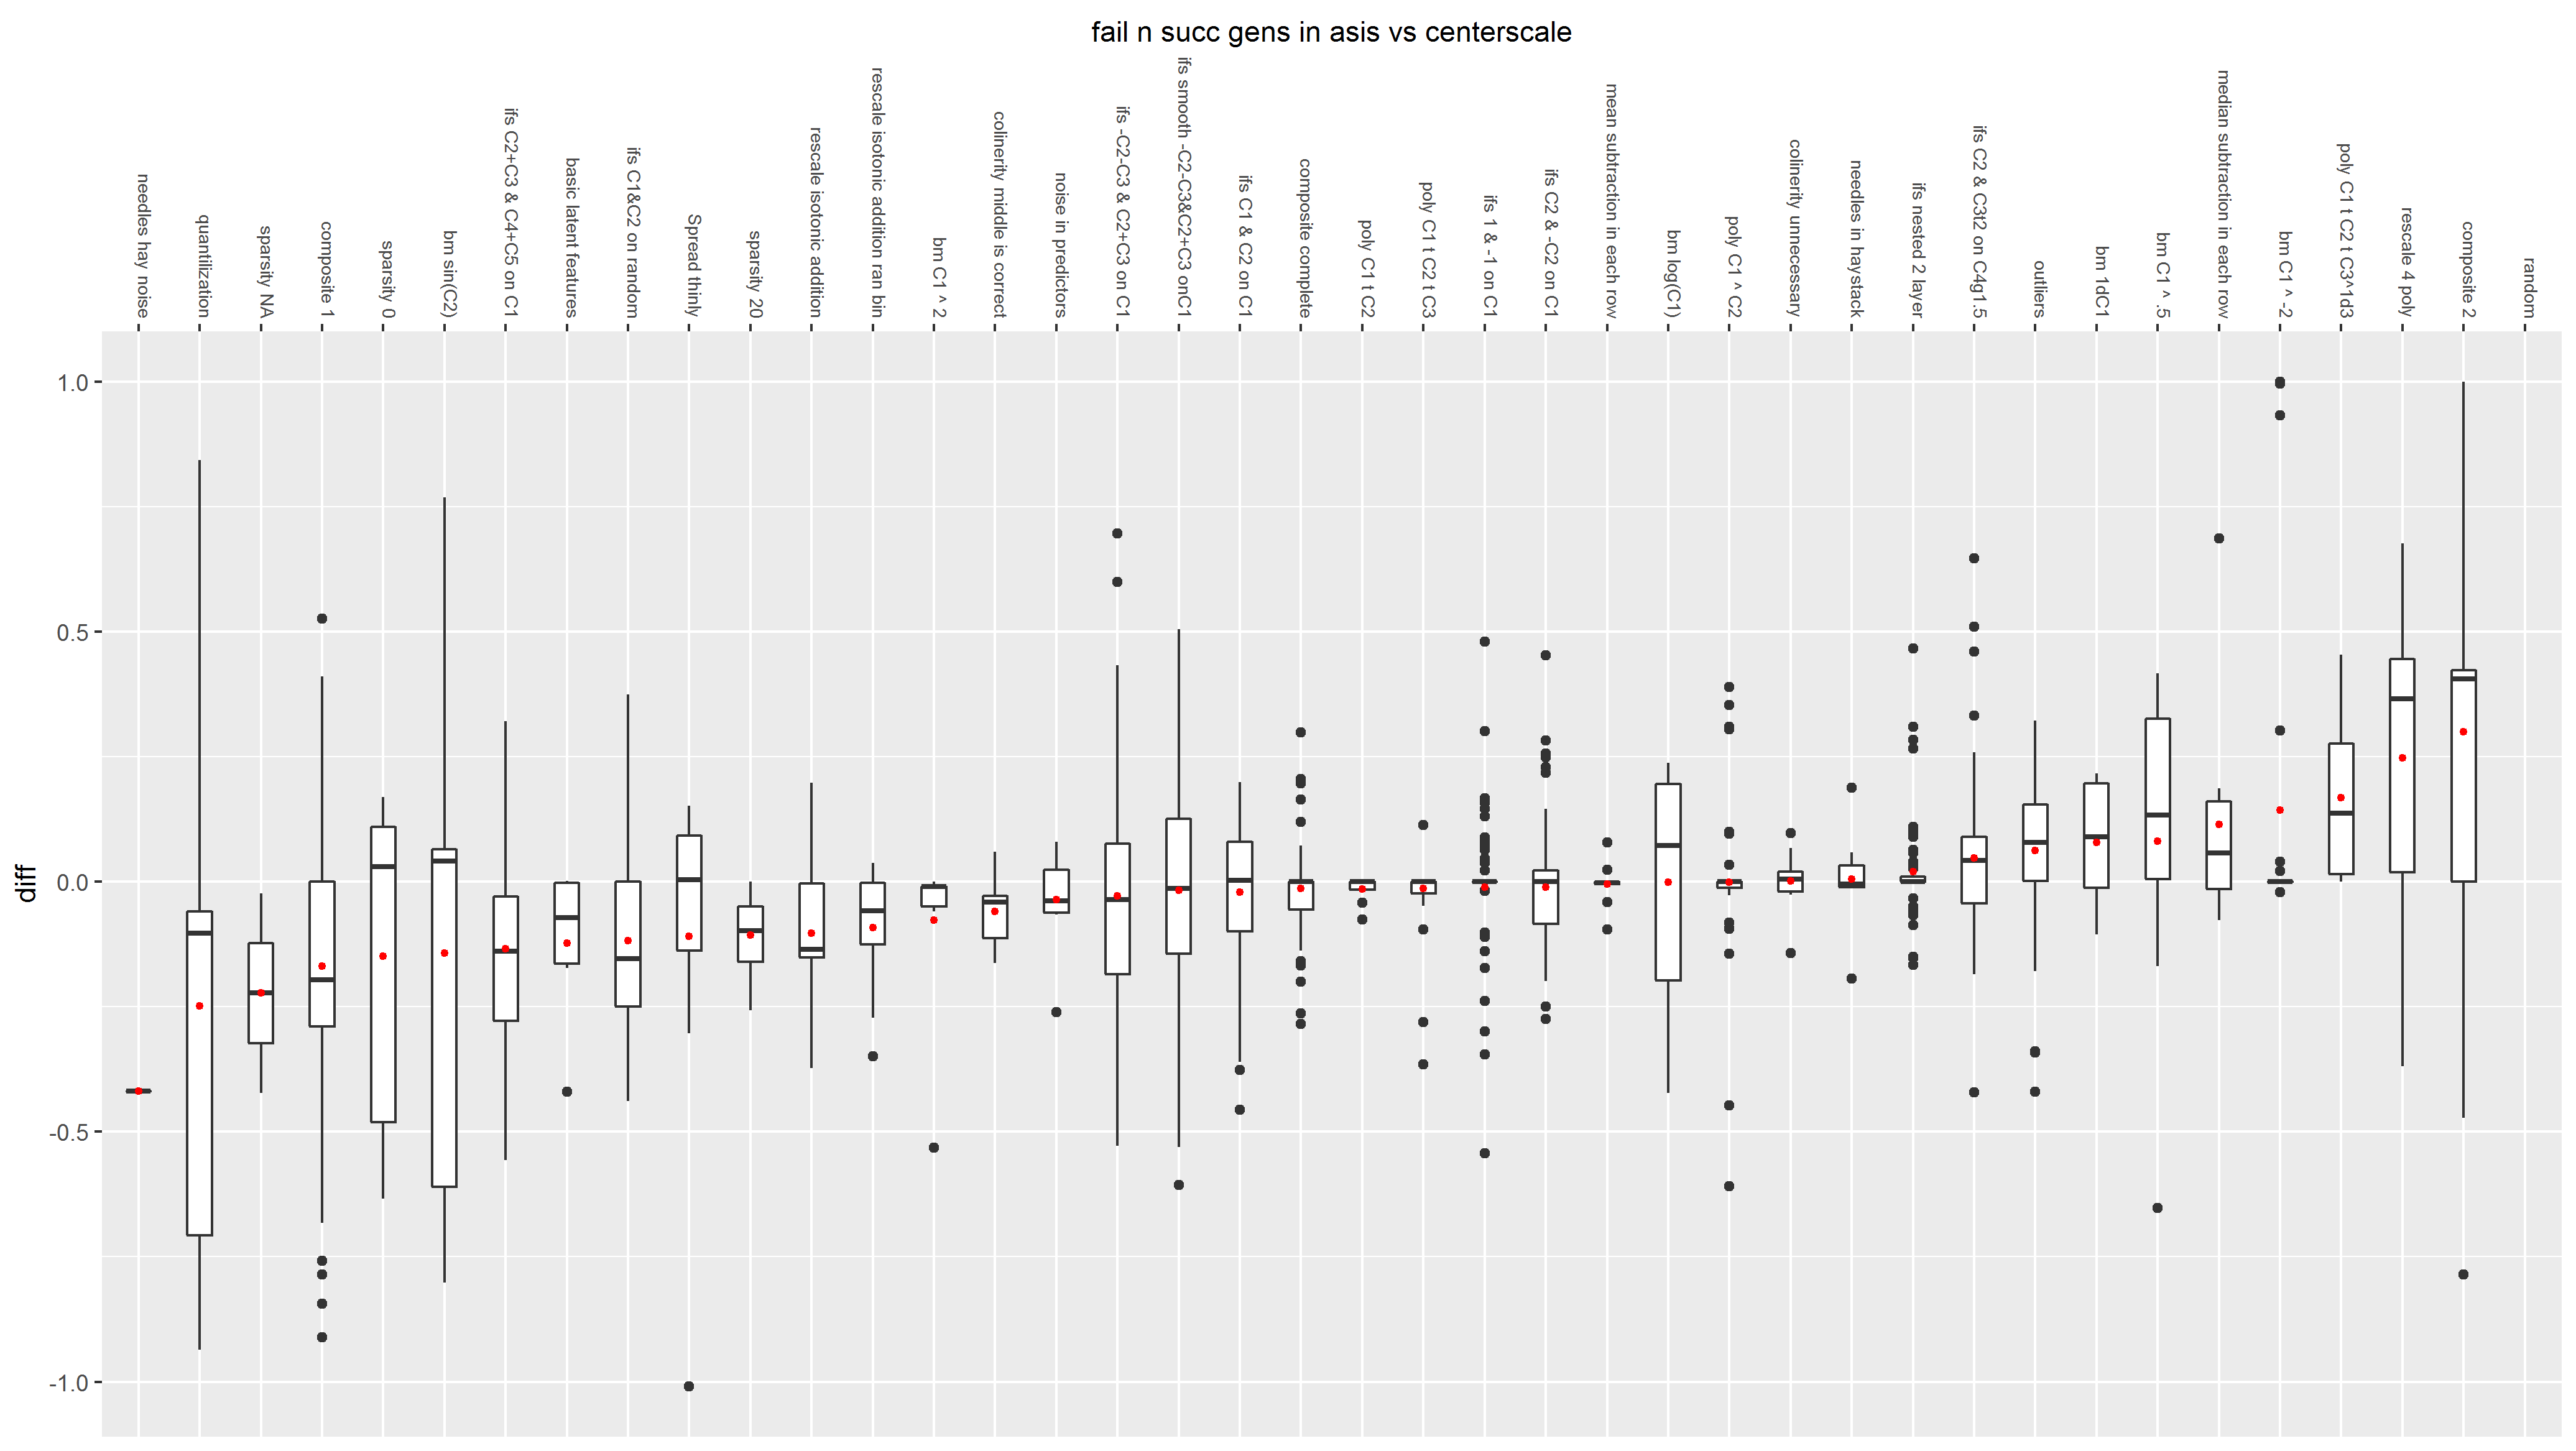 fail n succ gens in asis vs centerscale
needles hay noise
quantilization
sparsity NA
composite 1
sparsity 0
bm sin(C2)
ifs C2+C3 & C4+C5 on C1
basic latent features
ifs C1&C2 on random
Spread thinly
sparsity 20
rescale isotonic addition
rescale isotonic addition ran bin
bm C1 ^ 2
colinerity middle is correct
noise in predictors
ifs -C2-C3 & C2+C3 on C1
ifs smooth -C2-C3&C2+C3 onC1
ifs C1 & C2 on C1
composite complete
poly C1 t C2
poly C1 t C2 t C3
ifs 1 & -1 on C1
ifs C2 & -C2 on C1
mean subtraction in each row
bm log(C1)
poly C1 ^ C2
colinerity unnecessary
needles in haystack
ifs nested 2 layer
ifs C2 & C3t2 on C4g1.5
outliers
bm 1dC1
bm C1 ^ .5
median subtraction in each row
bm C1 ^ -2
poly C1 t C2 t C3^1d3
rescale 4 poly
composite 2
random
1.0
0.5
0.0
-0.5
-1.0
diff